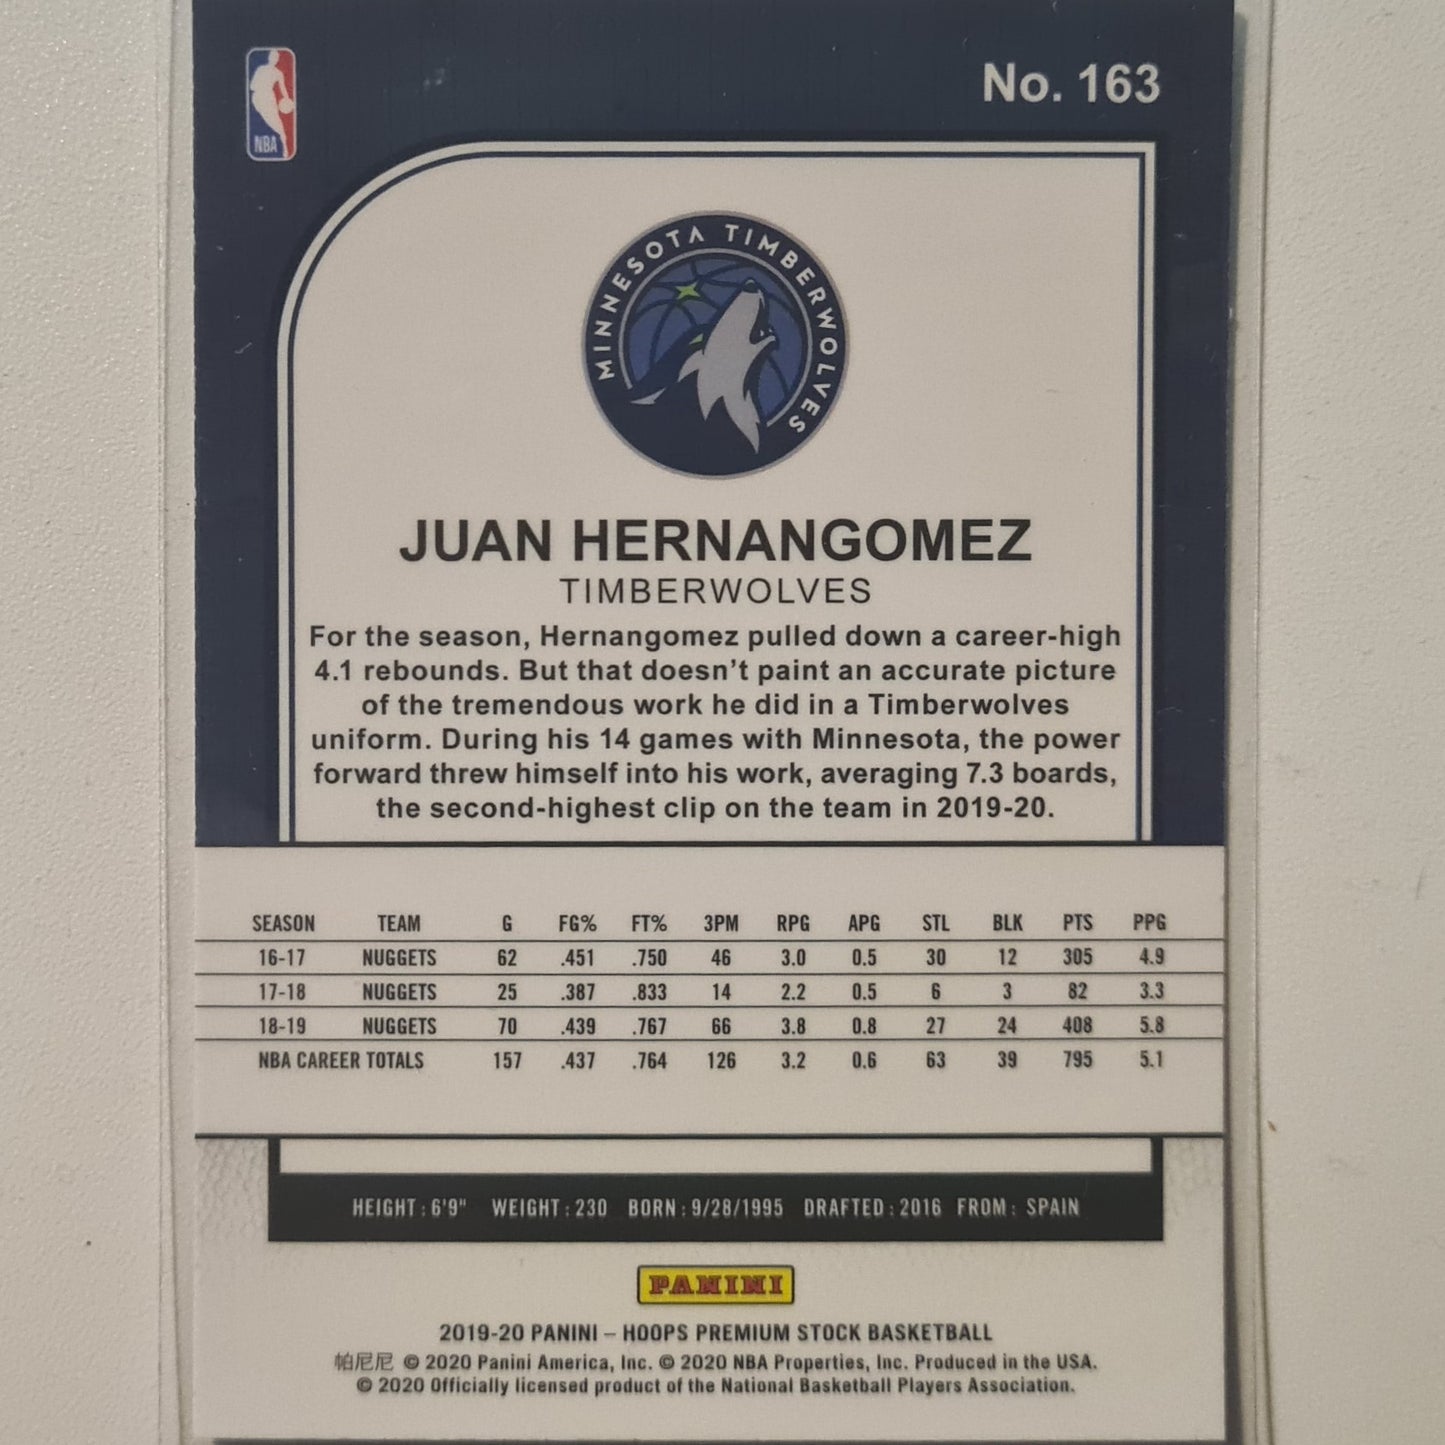 NBA
No. 163
MINNESOTA TIMBERWOLVES
JUAN HERNANGOMEZ
TIMBERWOLVES
For the season, Hernangomez pulled down a career-high
4.1 rebounds. But that doesn't paint an accurate picture
of the tremendous work he did in a Timberwolves
uniform. During his 14 games with Minnesota, the power
forward threw himself into his work, averaging 7.3 boards,
the second-highest clip on the team in 2019-20.
SEASON TEAM G FG% FT% 3PM RPG APG STL BLK PTS PPG
16-17 NUGGETS 62 .451 .750 46 3.0 0.5 30 12 305 4.9
17-18 NUGGETS 25 .387 .833 14 2.2 0.5 6 3 82 3.3
18-19 NUGGETS 70 .439 .767 66 3.8 0.8 27 24 408 5.8
NBA CAREER TOTALS 157 .437 .764 126 3.2 0.6 63 39 795 5.1
HEIGHT: 6'9" WEIGHT: 230 BORN: 9/28/1995 DRAFTED: 2016 FROM: SPAIN
PANINI
2019-20 PANINI – HOOPS PREMIUM STOCK BASKETBALL
帕尼尼 © 2020 Panini America, Inc. © 2020 NBA Properties, Inc. Produced in the USA.
© 2020 Officially licensed product of the National Basketball Players Association.